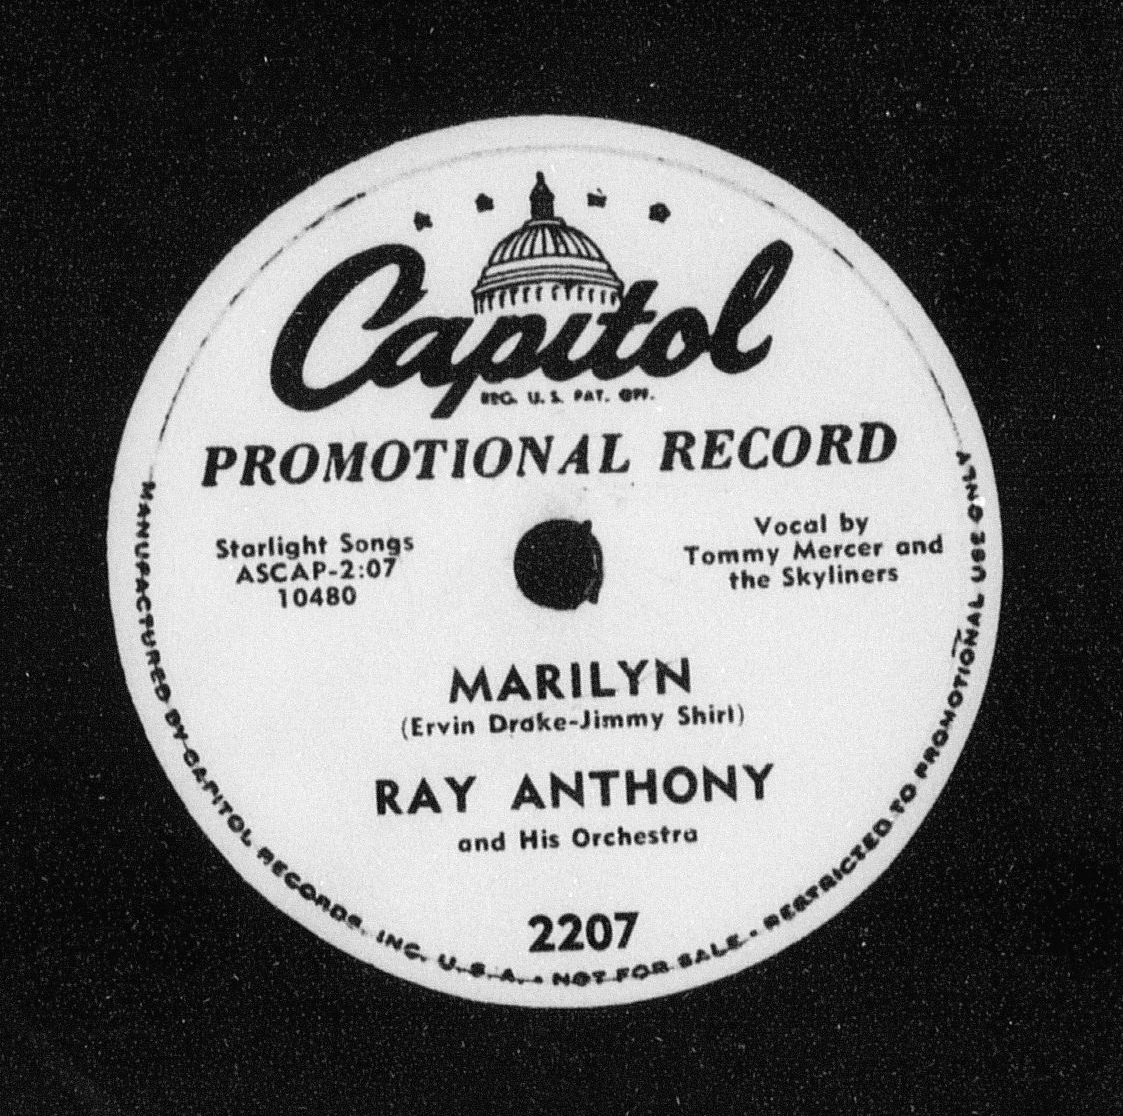 Capitol
REG. U.S. PAT. OFF.
PROMOTIONAL RECORD
Starlight Songs
ASCAP-2:07
10480
Vocal by
Tommy Mercer and
the Skyliners
MARILYN
(Ervin Drake-Jimmy Shirl)
RAY ANTHONY
and His Orchestra
2207
MANUFACTURED BY CAPITOL RECORDS, INC. U.S.A. • NOT FOR SALE • RESTRICTED TO PROMOTIONAL USE ONLY